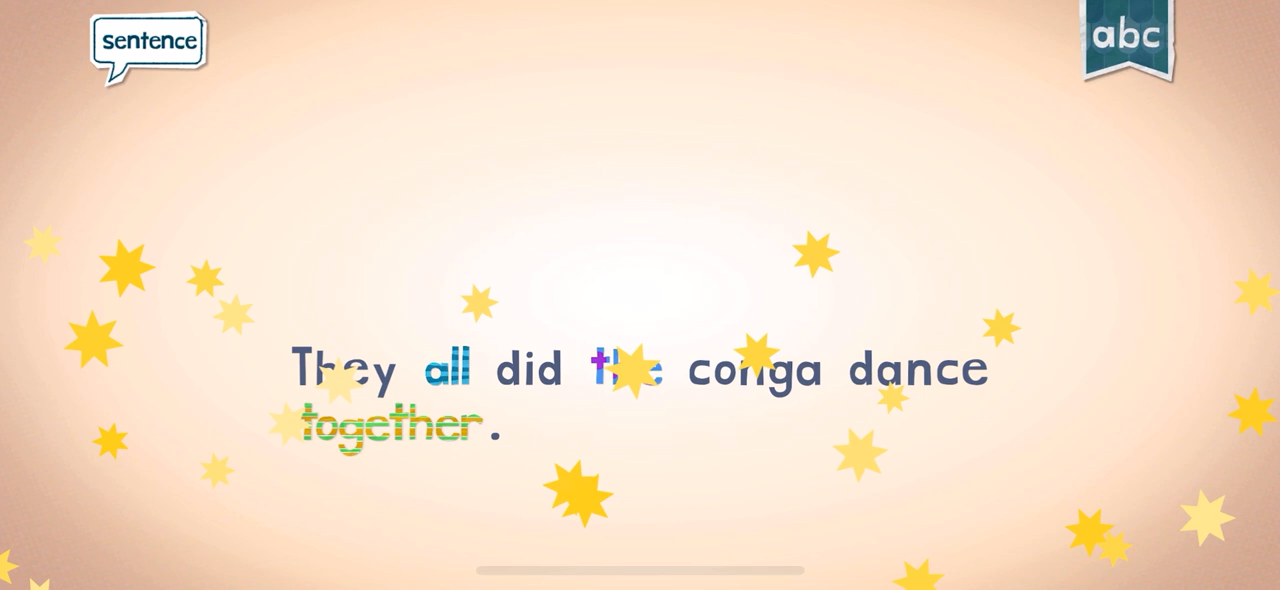 sentence
abc
They all did the conga dance
together.